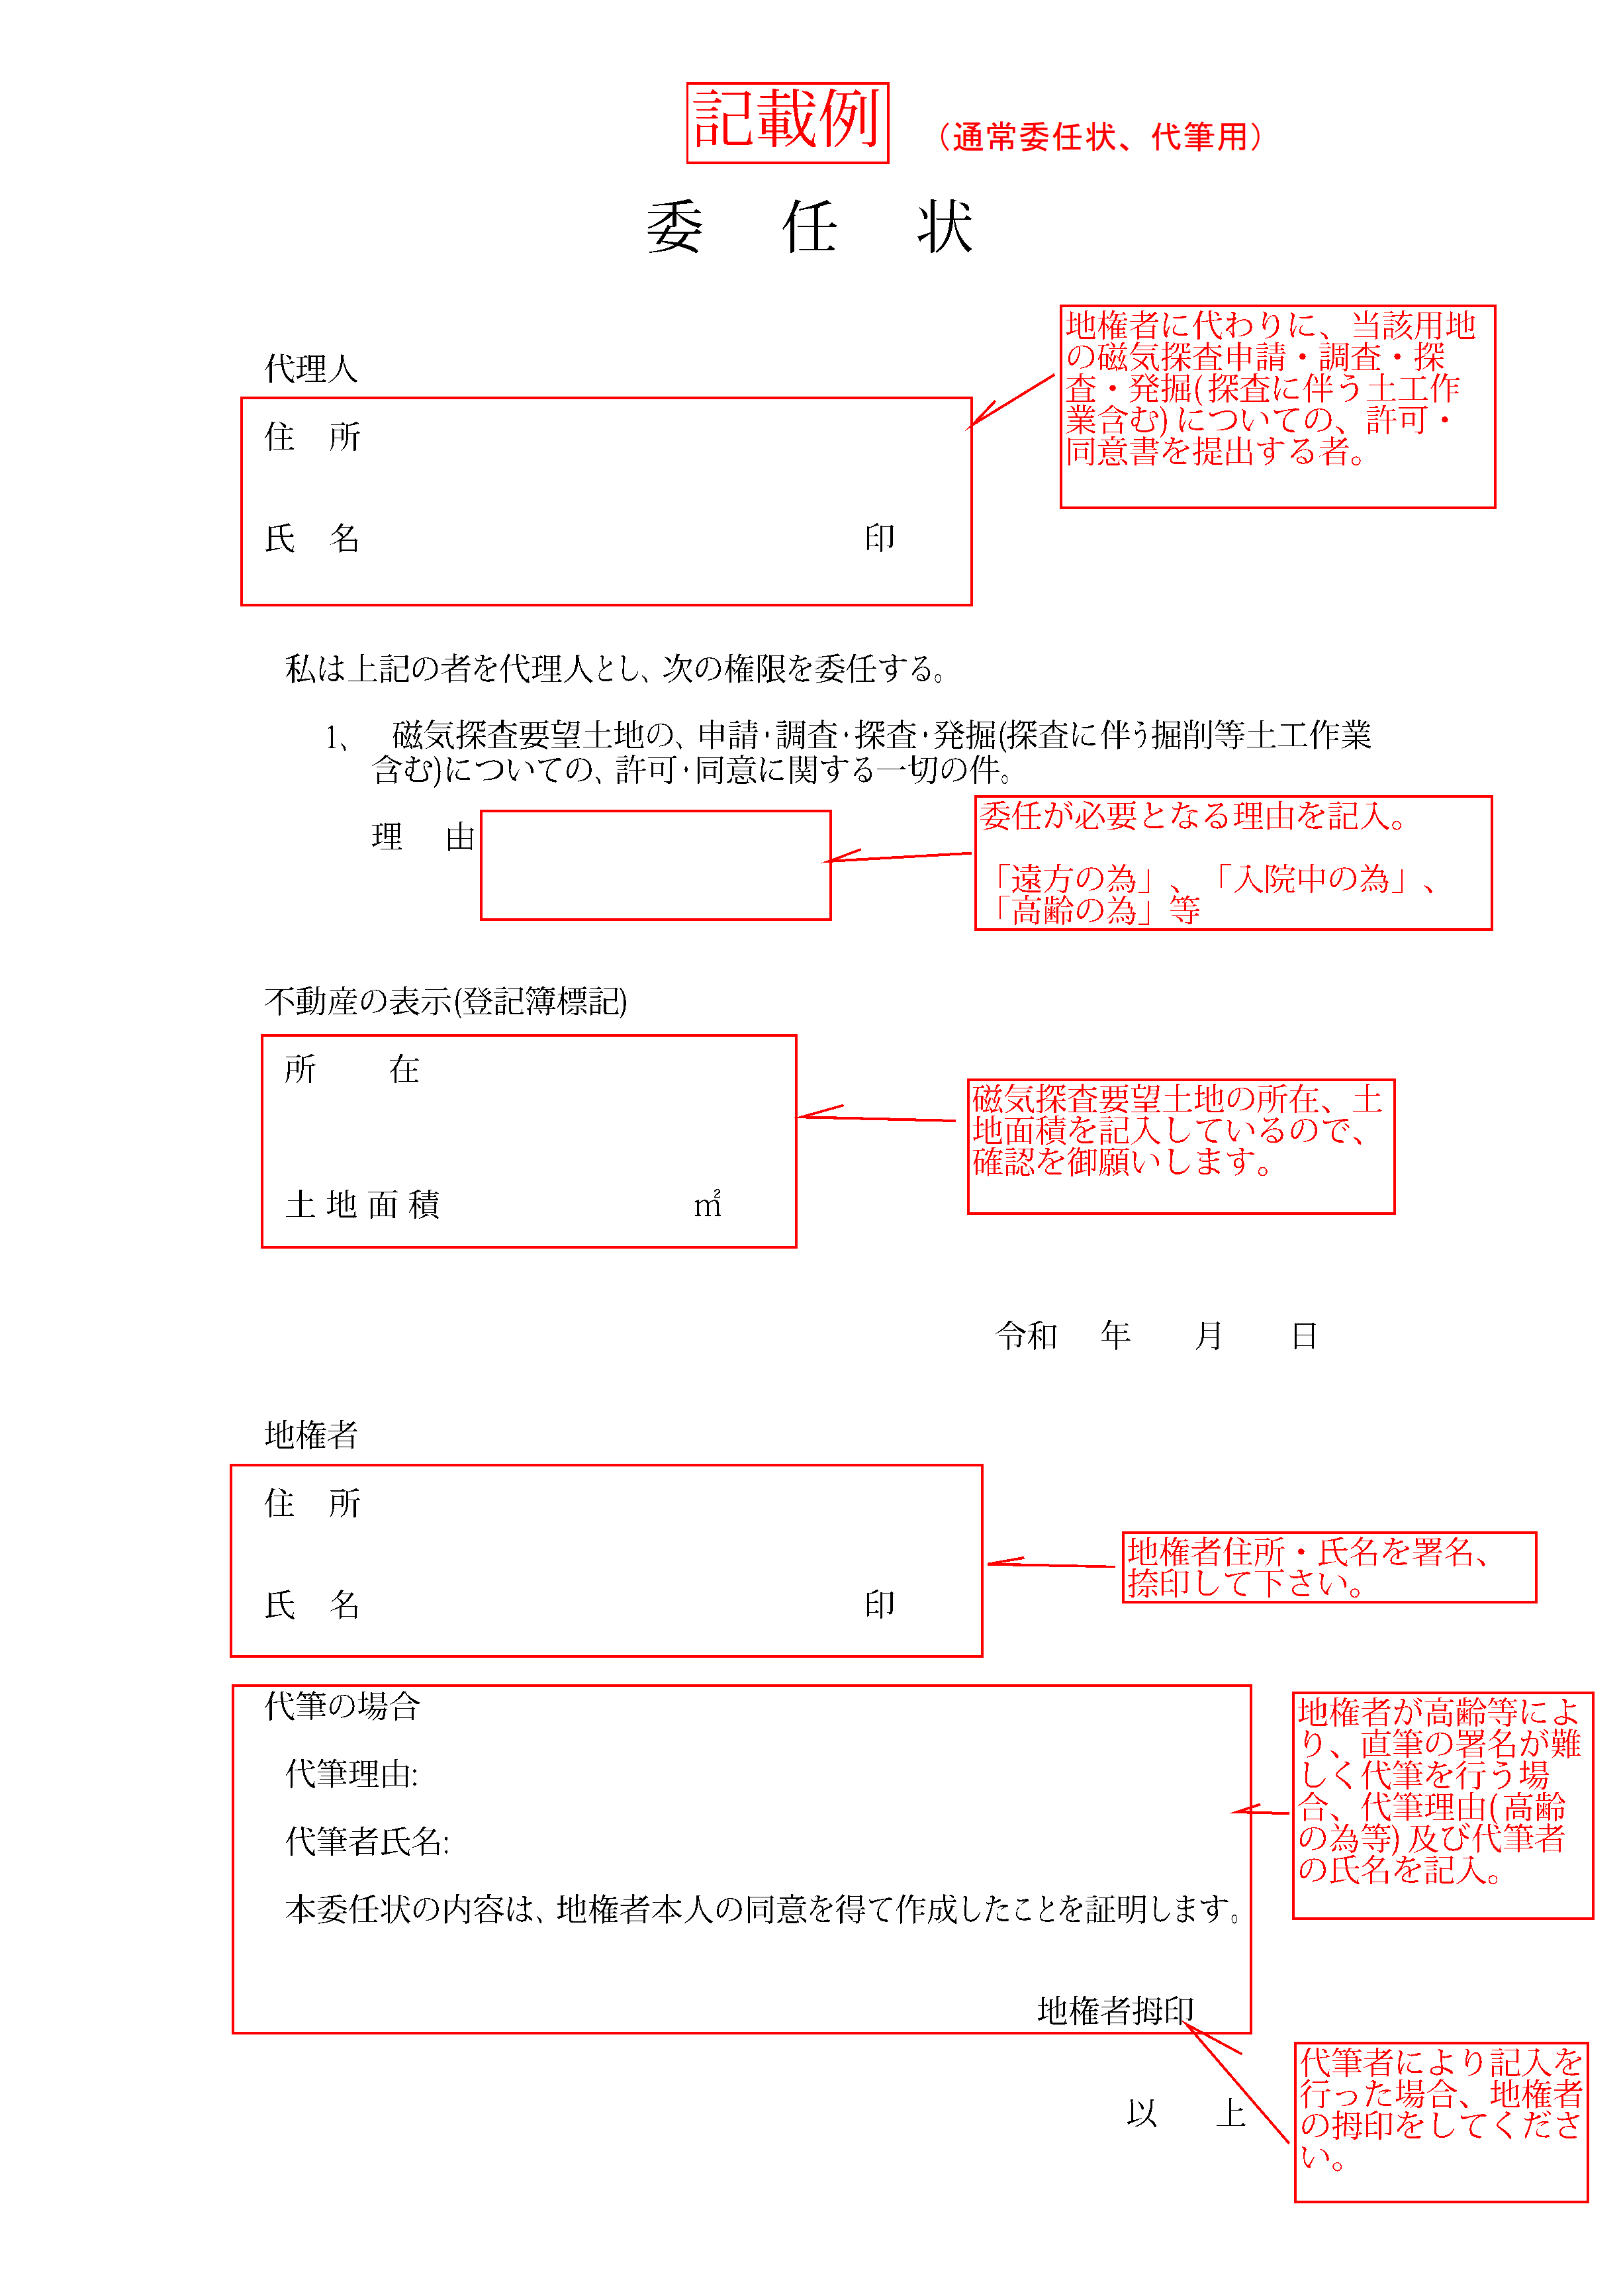 記載例 （通常委任状、代筆用）
委 任 状
代理人
住 所
氏 名 印
地権者に代わりに、当該用地
の磁気探査申請・調査・探
査・発掘(探査に伴う土工作
業含む)についての、許可・
同意書を提出する者。
私は上記の者を代理人とし、次の権限を委任する。
1、 磁気探査要望土地の、申請・調査・探査・発掘(探査に伴う掘削等土工作業
含む)についての、許可・同意に関する一切の件。
理 由
委任が必要となる理由を記入。
「遠方の為」、「入院中の為」、
「高齢の為」等
不動産の表示(登記簿標記)
所 在
土地面積 ㎡
磁気探査要望土地の所在、土
地面積を記入しているので、
確認を御願いします。
令和 年 月 日
地権者
住 所
氏 名 印
地権者住所・氏名を署名、
捺印して下さい。
代筆の場合
代筆理由:
代筆者氏名:
本委任状の内容は、地権者本人の同意を得て作成したことを証明します。
地権者拇印
地権者が高齢等によ
り、直筆の署名が難
しく代筆を行う場
合、代筆理由(高齢
の為等)及び代筆者
の氏名を記入。
以 上
代筆者により記入を
行った場合、地権者
の拇印をしてくださ
い。